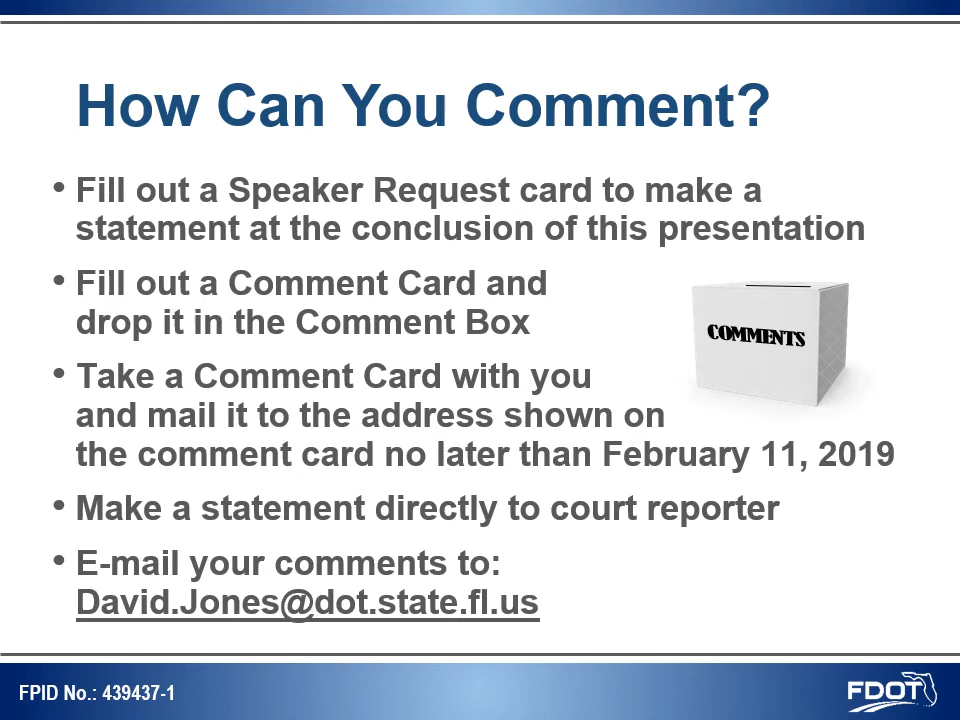 How Can You Comment?
• Fill out a Speaker Request card to make a
statement at the conclusion of this presentation
• Fill out a Comment Card and
drop it in the Comment Box
COMMENTS
• Take a Comment Card with you
and mail it to the address shown on
the comment card no later than February 11, 2019
• Make a statement directly to court reporter
• E-mail your comments to:
David.Jones@dot.state.fl.us
FPID No.: 439437-1
FDOT